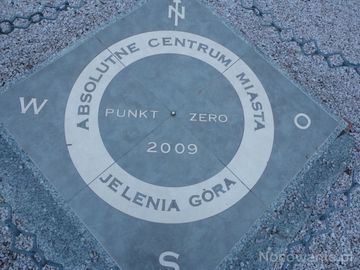 N
ABSOLUTNE CENTRUM MIASTA
W
PUNKT ZERO
O
2009
JELENIA GÓRA
S
Nocowanie.pl